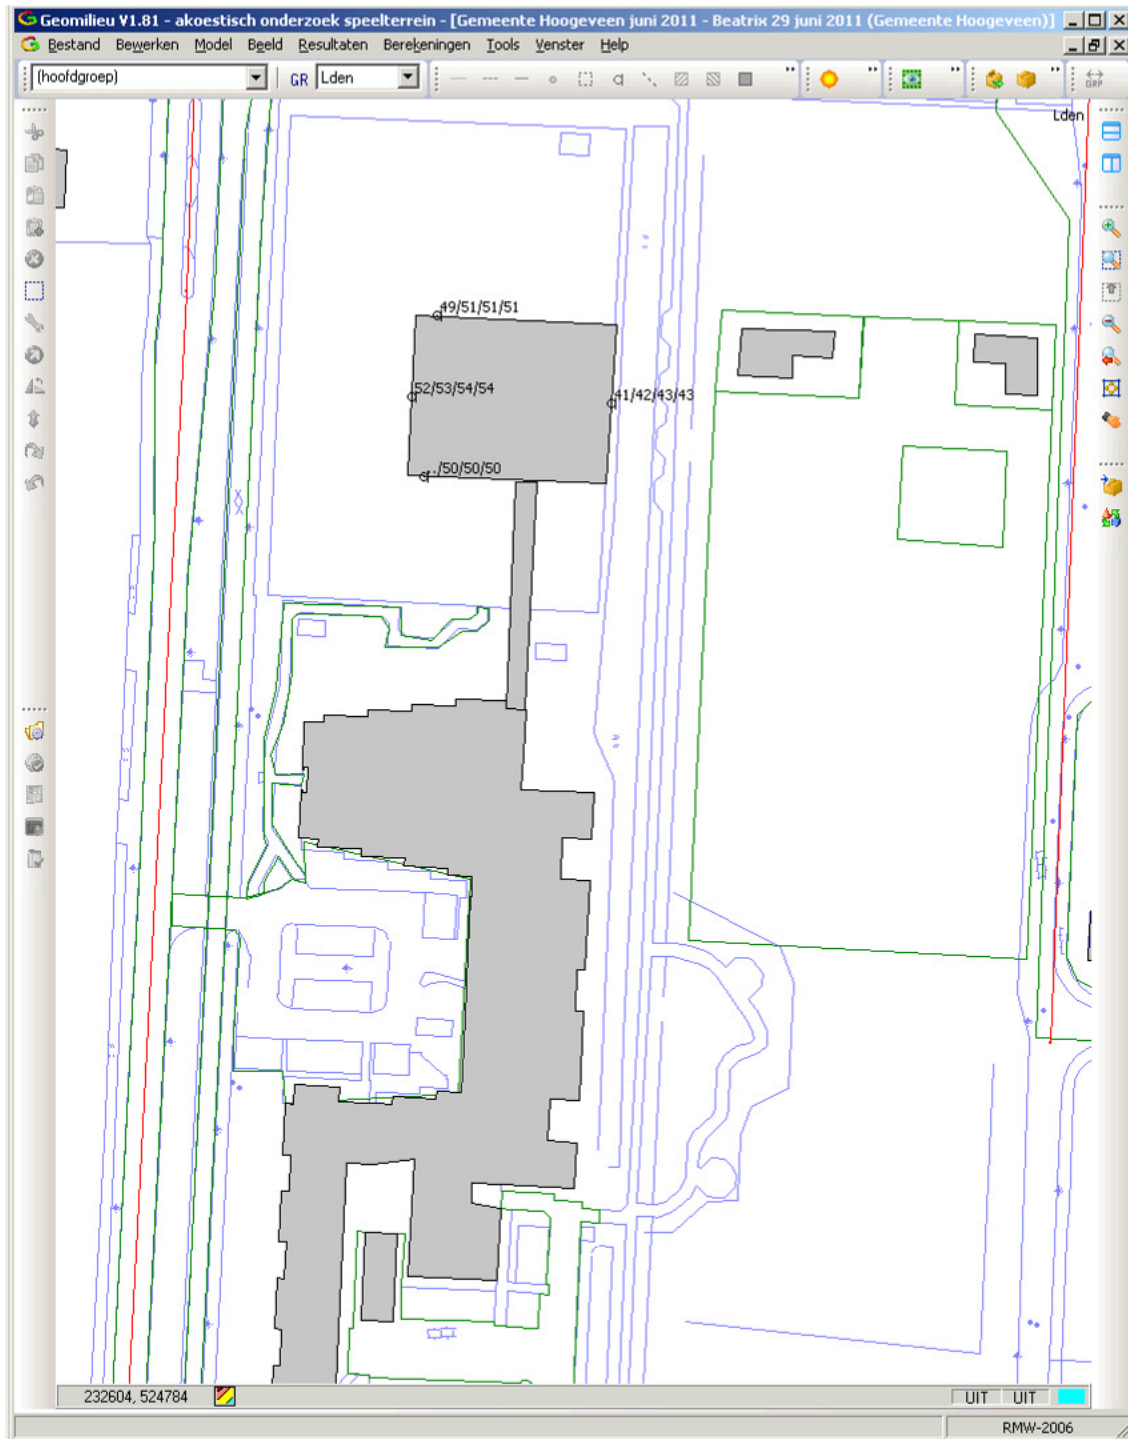 Geomilieu V1.81 - akoestisch onderzoek speelterrein - [Gemeente Hoogeveen juni 2011 - Beatrix 29 juni 2011 (Gemeente Hoogeveen)]
Bestand Bewerken Model Beeld Resultaten Berekeningen Tools Venster Help
(hoofdgroep) GR Lden GRP
Lden
49/51/51/51
52/53/54/54
41/42/43/43
../50/50/50
232604, 524784 UIT UIT
RMW-2006